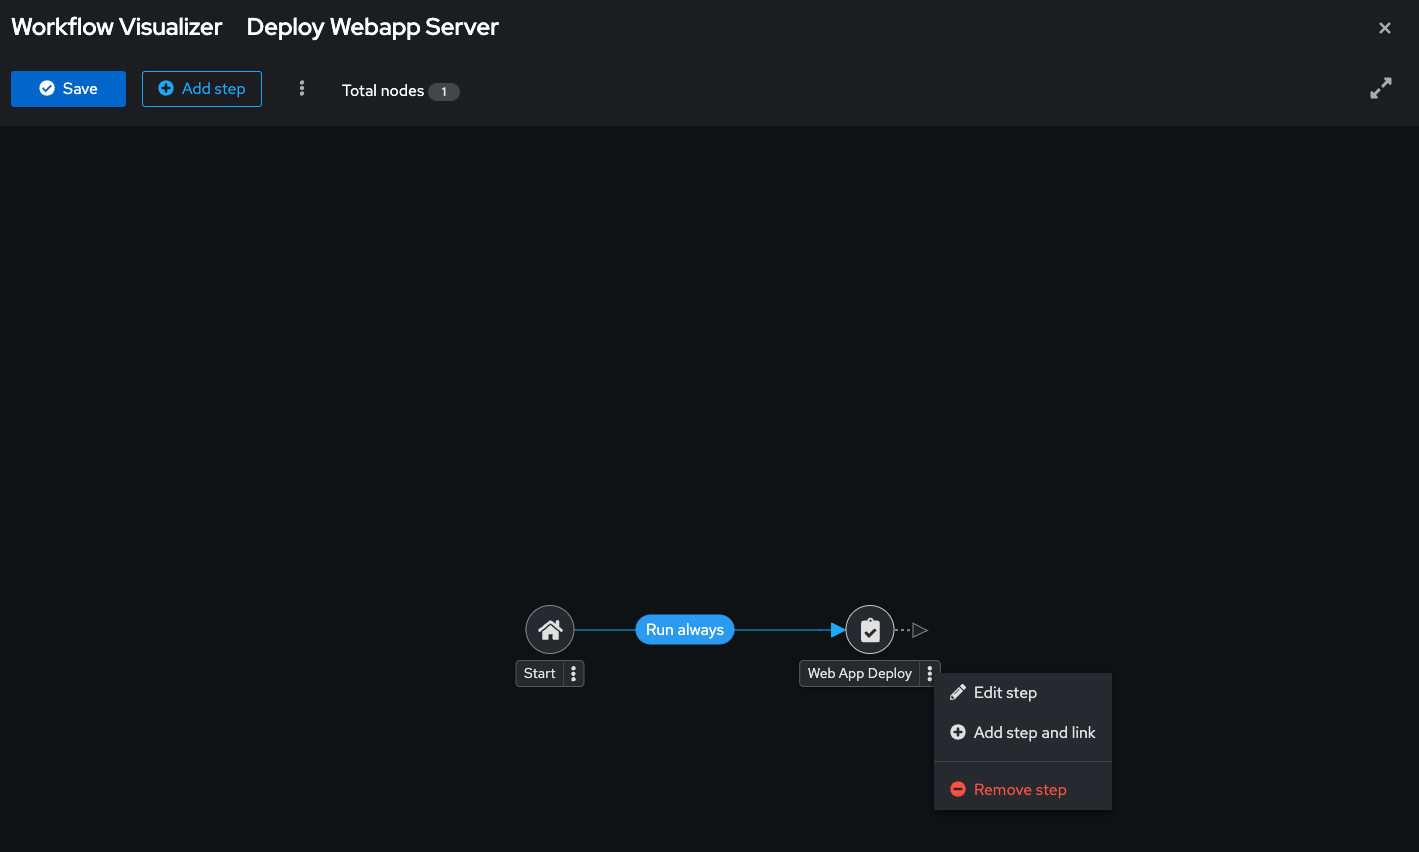 Workflow Visualizer Deploy Webapp Server
Save Add step Total nodes 1
Run always
Start Web App Deploy
Edit step
Add step and link
Remove step